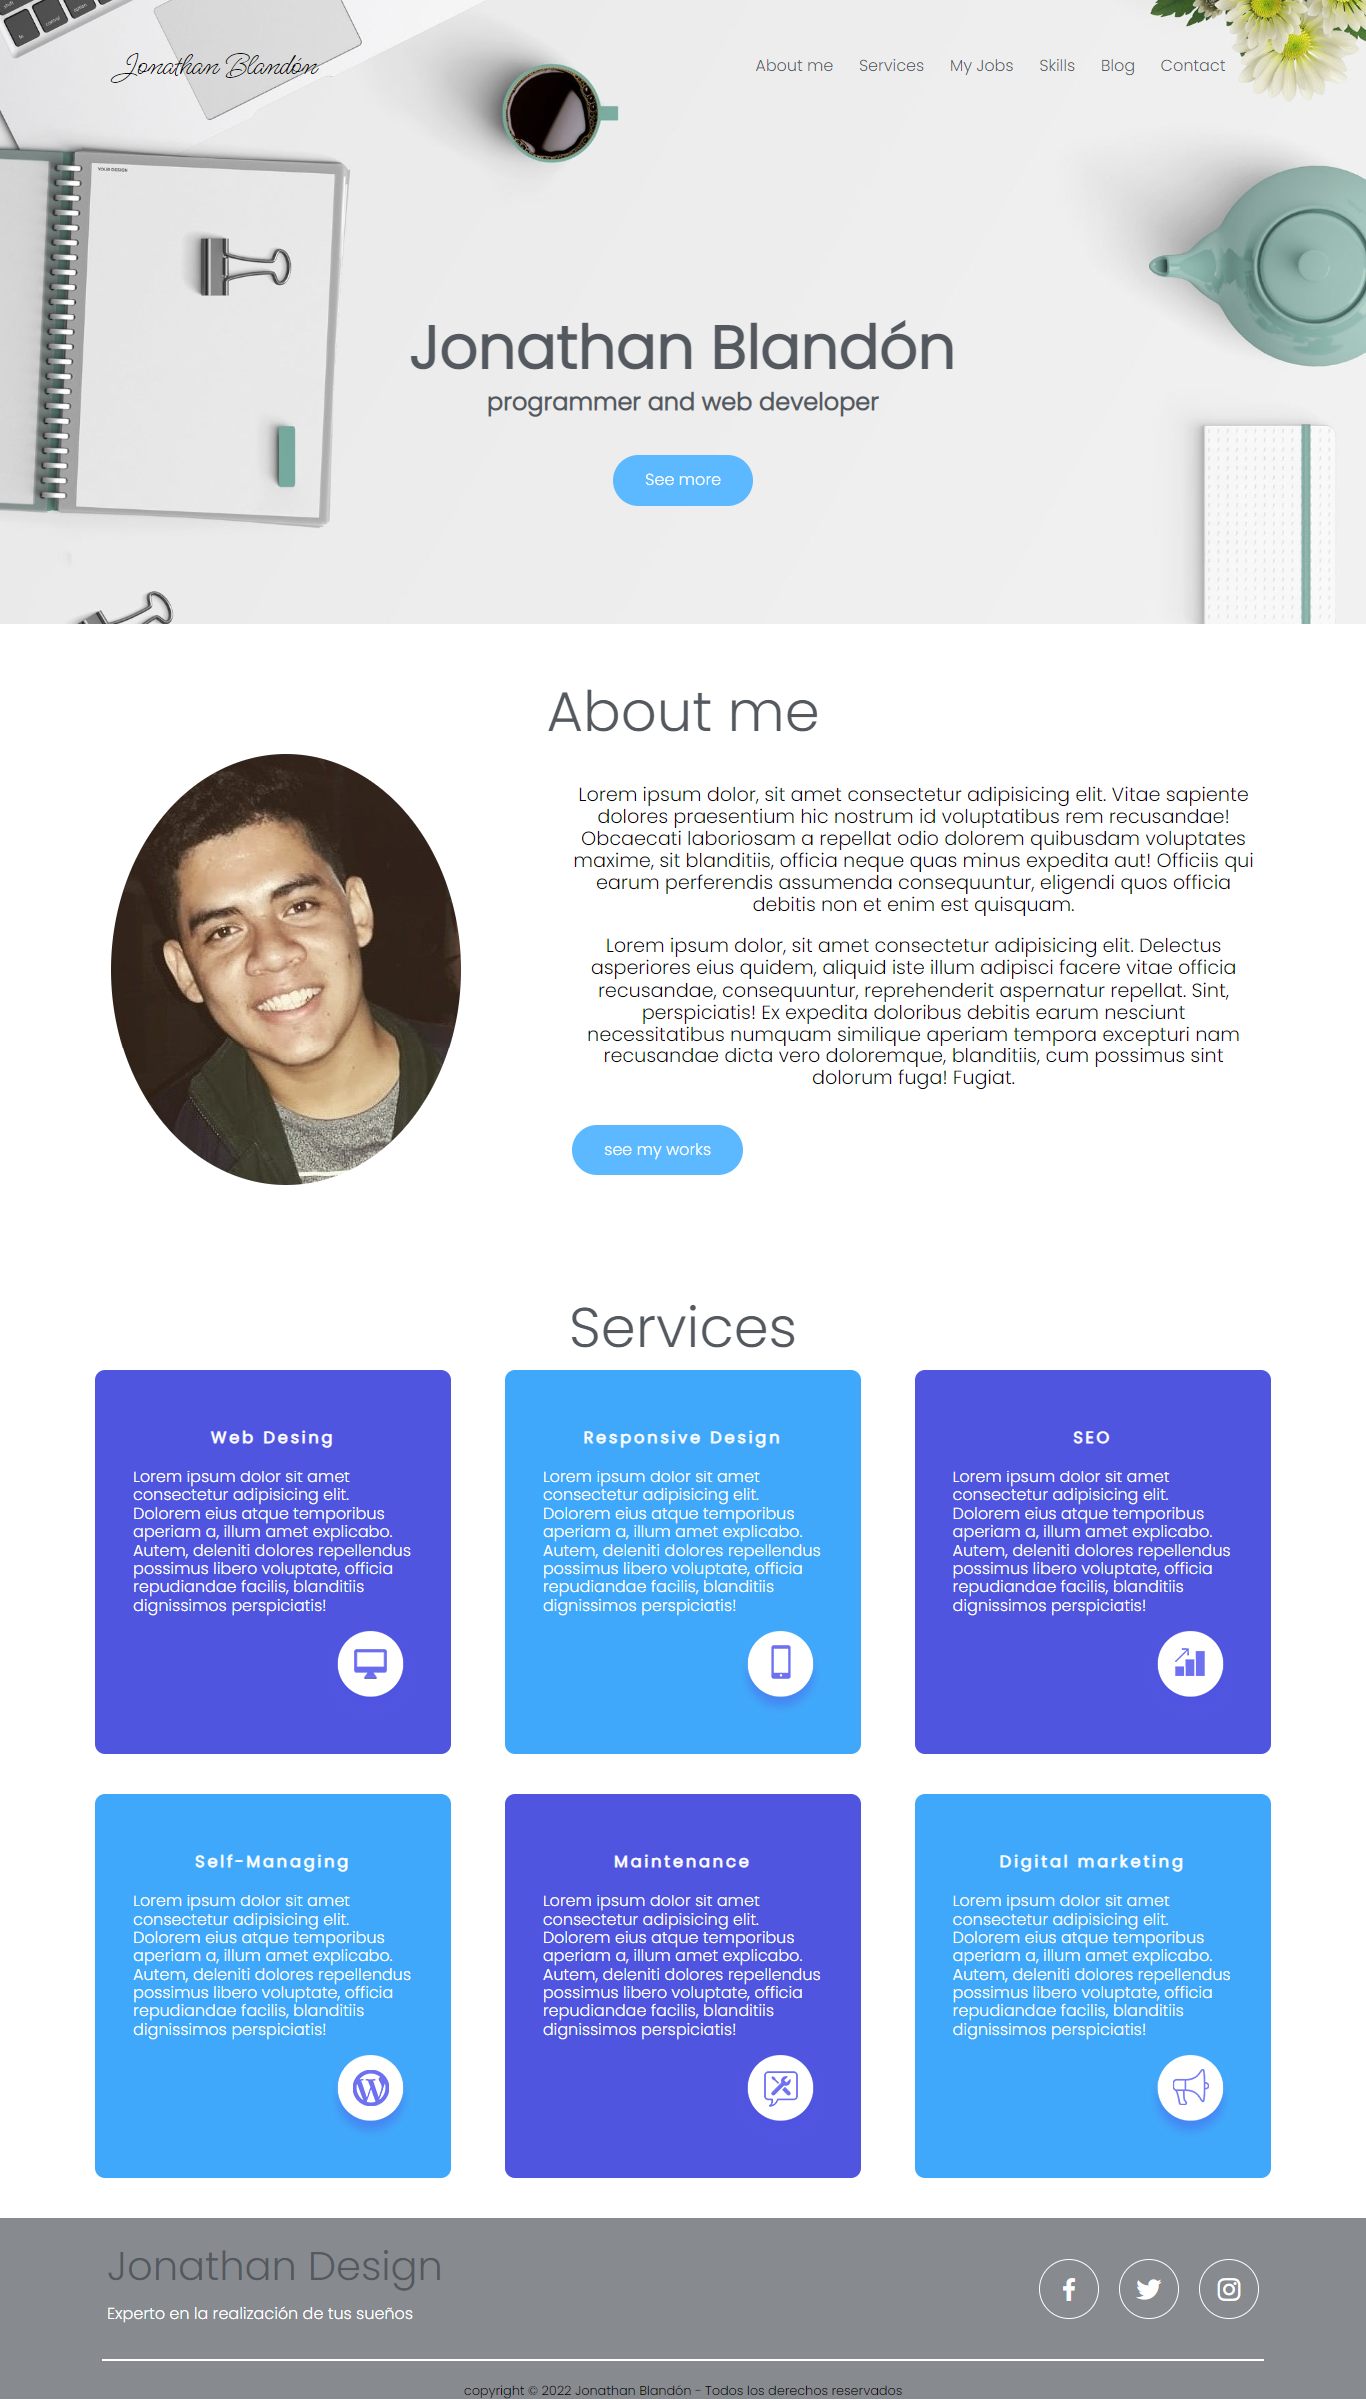 Jonathan Blandón
About me Services My Jobs Skills Blog Contact
YOUR DESIGN
Jonathan Blandón
programmer and web developer
See more
About me
Lorem ipsum dolor, sit amet consectetur adipisicing elit. Vitae sapiente
dolores praesentium hic nostrum id voluptatibus rem recusandae!
Obcaecati laboriosam a repellat odio dolorem quibusdam voluptates
maxime, sit blanditiis, officia neque quas minus expedita aut! Officiis qui
earum perferendis assumenda consequuntur, eligendi quos officia
debitis non et enim est quisquam.
Lorem ipsum dolor, sit amet consectetur adipisicing elit. Delectus
asperiores eius quidem, aliquid iste illum adipisci facere vitae officia
recusandae, consequuntur, reprehenderit aspernatur repellat. Sint,
perspiciatis! Ex expedita doloribus debitis earum nesciunt
necessitatibus numquam similique aperiam tempora excepturi nam
recusandae dicta vero doloremque, blanditiis, cum possimus sint
dolorum fuga! Fugiat.
see my works
Services
Web Desing
Lorem ipsum dolor sit amet
consectetur adipisicing elit.
Dolorem eius atque temporibus
aperiam a, illum amet explicabo.
Autem, deleniti dolores repellendus
possimus libero voluptate, officia
repudiandae facilis, blanditiis
dignissimos perspiciatis!
Responsive Design
Lorem ipsum dolor sit amet
consectetur adipisicing elit.
Dolorem eius atque temporibus
aperiam a, illum amet explicabo.
Autem, deleniti dolores repellendus
possimus libero voluptate, officia
repudiandae facilis, blanditiis
dignissimos perspiciatis!
SEO
Lorem ipsum dolor sit amet
consectetur adipisicing elit.
Dolorem eius atque temporibus
aperiam a, illum amet explicabo.
Autem, deleniti dolores repellendus
possimus libero voluptate, officia
repudiandae facilis, blanditiis
dignissimos perspiciatis!
Self-Managing
Lorem ipsum dolor sit amet
consectetur adipisicing elit.
Dolorem eius atque temporibus
aperiam a, illum amet explicabo.
Autem, deleniti dolores repellendus
possimus libero voluptate, officia
repudiandae facilis, blanditiis
dignissimos perspiciatis!
Maintenance
Lorem ipsum dolor sit amet
consectetur adipisicing elit.
Dolorem eius atque temporibus
aperiam a, illum amet explicabo.
Autem, deleniti dolores repellendus
possimus libero voluptate, officia
repudiandae facilis, blanditiis
dignissimos perspiciatis!
Digital marketing
Lorem ipsum dolor sit amet
consectetur adipisicing elit.
Dolorem eius atque temporibus
aperiam a, illum amet explicabo.
Autem, deleniti dolores repellendus
possimus libero voluptate, officia
repudiandae facilis, blanditiis
dignissimos perspiciatis!
Jonathan Design
Experto en la realización de tus sueños
copyright © 2022 Jonathan Blandón - Todos los derechos reservados